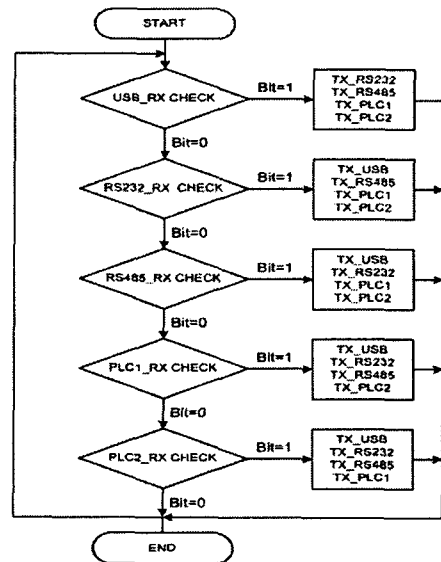 START
USB_RX CHECK
Bit=1
TX_RS232
TX_RS485
TX_PLC1
TX_PLC2
Bit=0
RS232_RX CHECK
Bit=1
TX_USB
TX_RS485
TX_PLC1
TX_PLC2
Bit=0
RS485_RX CHECK
Bit=1
TX_USB
TX_RS232
TX_PLC1
TX_PLC2
Bit=0
PLC1_RX CHECK
Bit=1
TX_USB
TX_RS232
TX_RS485
TX_PLC2
Bit=0
PLC2_RX CHECK
Bit=1
TX_USB
TX_RS232
TX_RS485
TX_PLC1
Bit=0
END